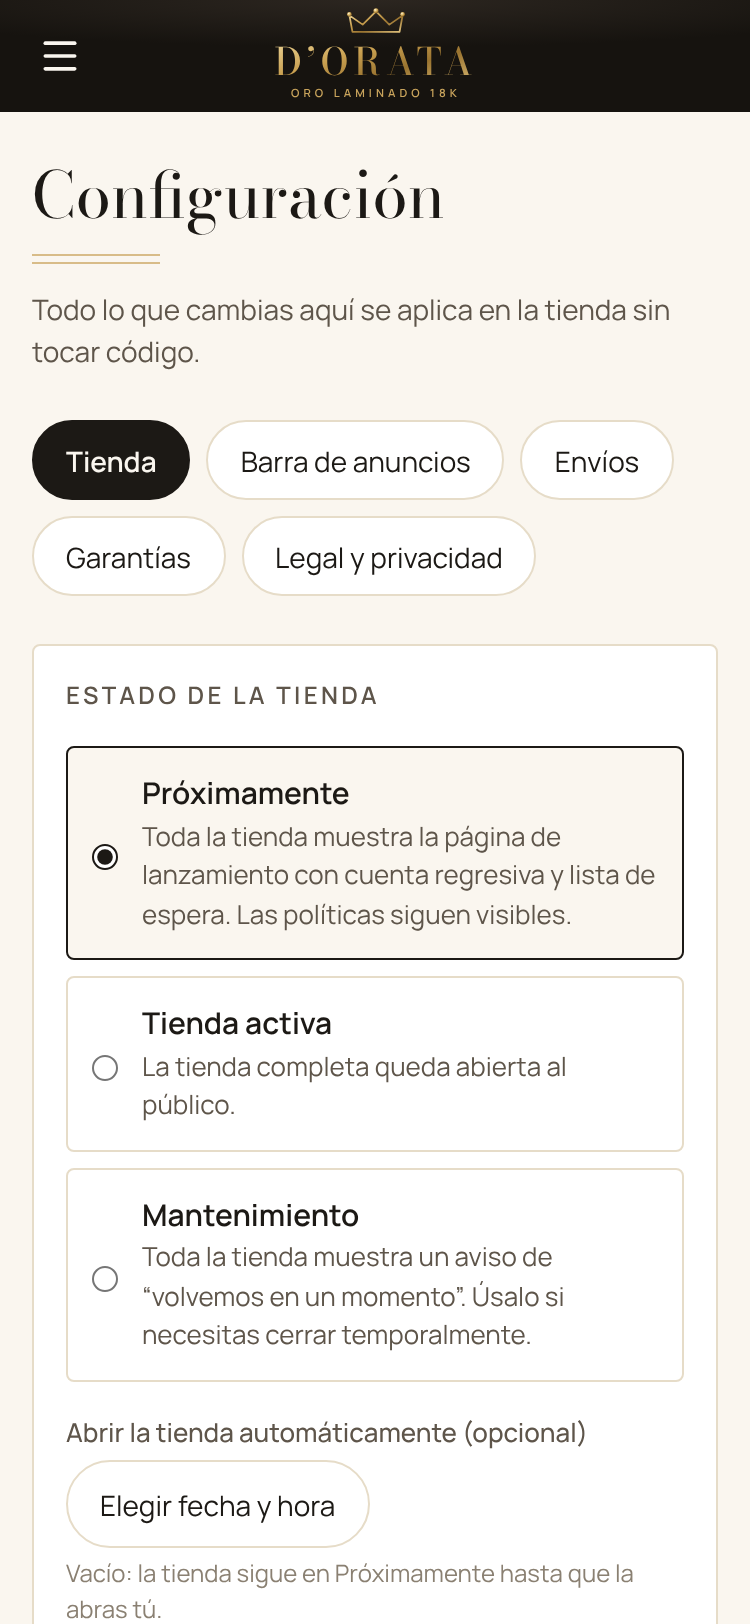 D’ORATA
ORO LAMINADO 18K
Configuración
Todo lo que cambias aquí se aplica en la tienda sin
tocar código.
Tienda
Barra de anuncios
Envíos
Garantías
Legal y privacidad
ESTADO DE LA TIENDA
Próximamente
Toda la tienda muestra la página de
lanzamiento con cuenta regresiva y lista de
espera. Las políticas siguen visibles.
Tienda activa
La tienda completa queda abierta al
público.
Mantenimiento
Toda la tienda muestra un aviso de
“volvemos en un momento”. Úsalo si
necesitas cerrar temporalmente.
Abrir la tienda automáticamente (opcional)
Elegir fecha y hora
Vacío: la tienda sigue en Próximamente hasta que la
abras tú.